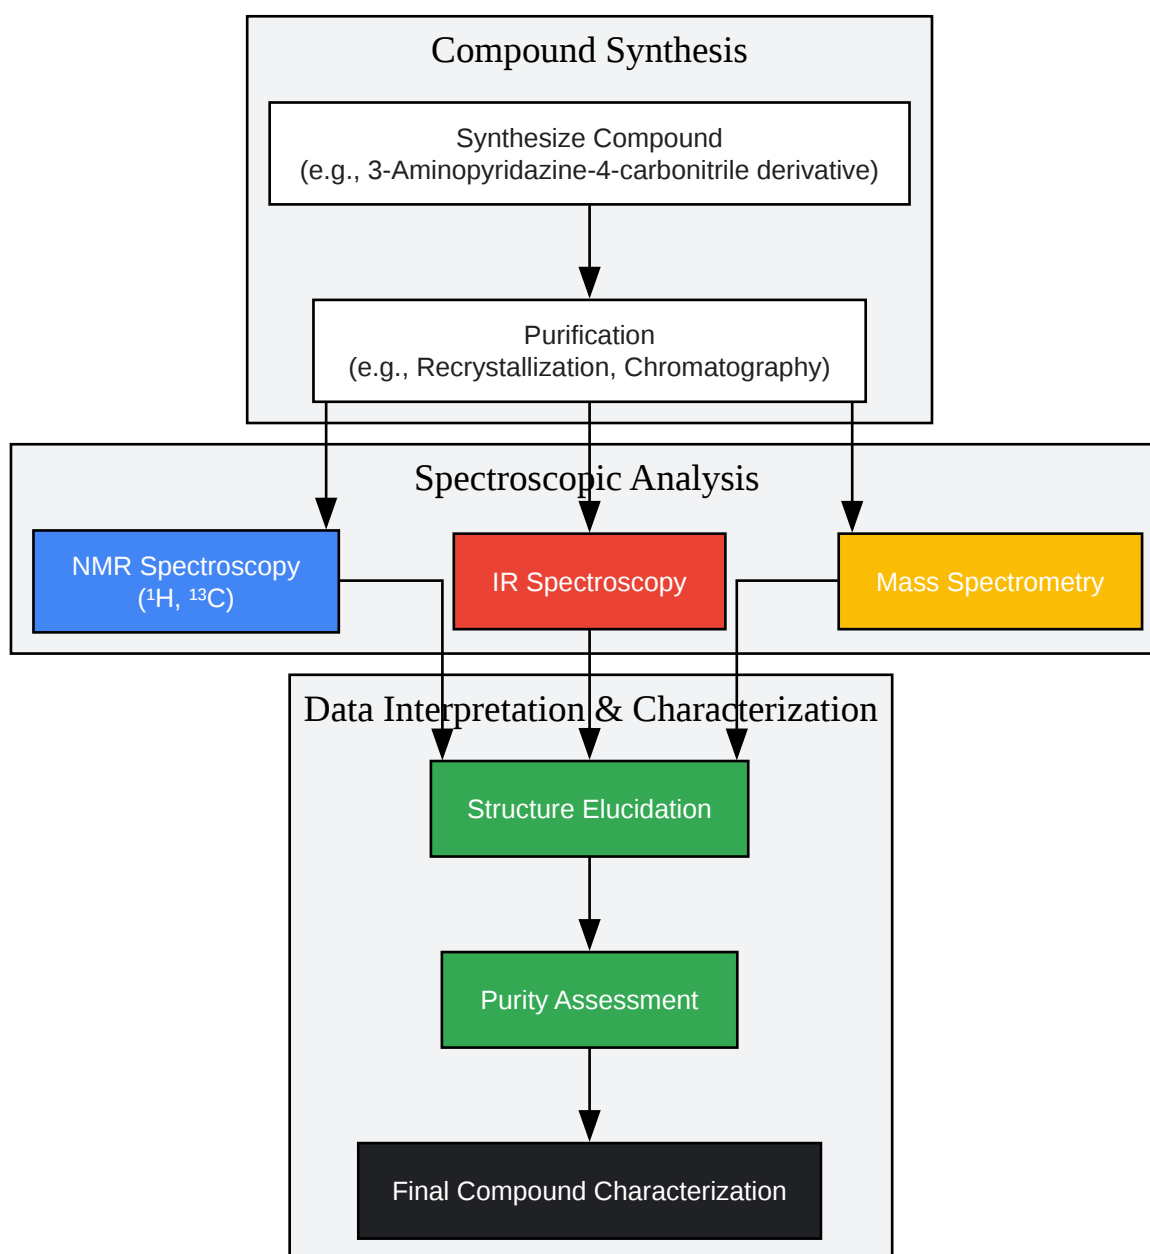 Compound Synthesis
Synthesize Compound
(e.g., 3-Aminopyridazine-4-carbonitrile derivative)
Purification
(e.g., Recrystallization, Chromatography)
Spectroscopic Analysis
NMR Spectroscopy
(¹H, ¹³C)
IR Spectroscopy
Mass Spectrometry
Data Interpretation & Characterization
Structure Elucidation
Purity Assessment
Final Compound Characterization